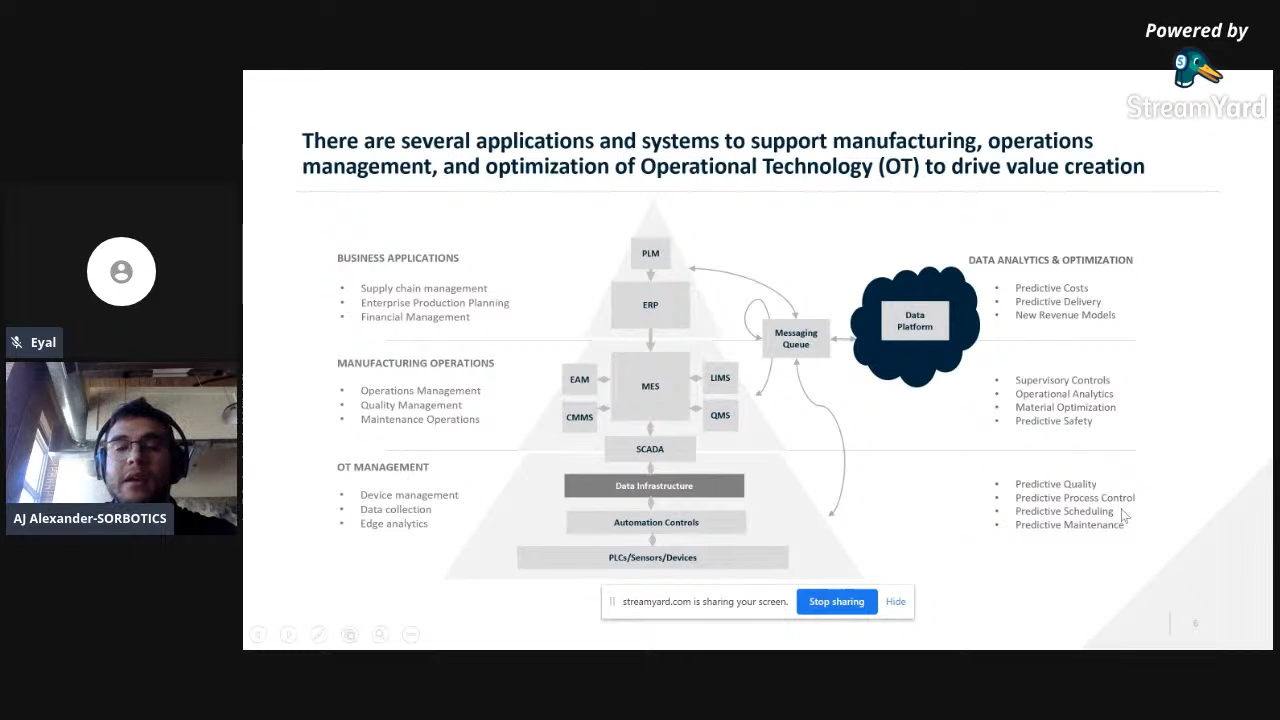 Powered by
StreamYard
There are several applications and systems to support manufacturing, operations
management, and optimization of Operational Technology (OT) to drive value creation
BUSINESS APPLICATIONS
• Supply chain management
• Enterprise Production Planning
• Financial Management
MANUFACTURING OPERATIONS
• Operations Management
• Quality Management
• Maintenance Operations
OT MANAGEMENT
• Device management
• Data collection
• Edge analytics
PLM
ERP
MES
EAM
CMMS
LIMS
QMS
SCADA
Data Infrastructure
Automation Controls
PLCs/Sensors/Devices
Messaging
Queue
Data
Platform
DATA ANALYTICS & OPTIMIZATION
• Predictive Costs
• Predictive Delivery
• New Revenue Models
• Supervisory Controls
• Operational Analytics
• Material Optimization
• Predictive Safety
• Predictive Quality
• Predictive Process Control
• Predictive Scheduling
• Predictive Maintenance
Eyal
AJ Alexander-SORBOTICS
streamyard.com is sharing your screen.
Stop sharing
Hide
6